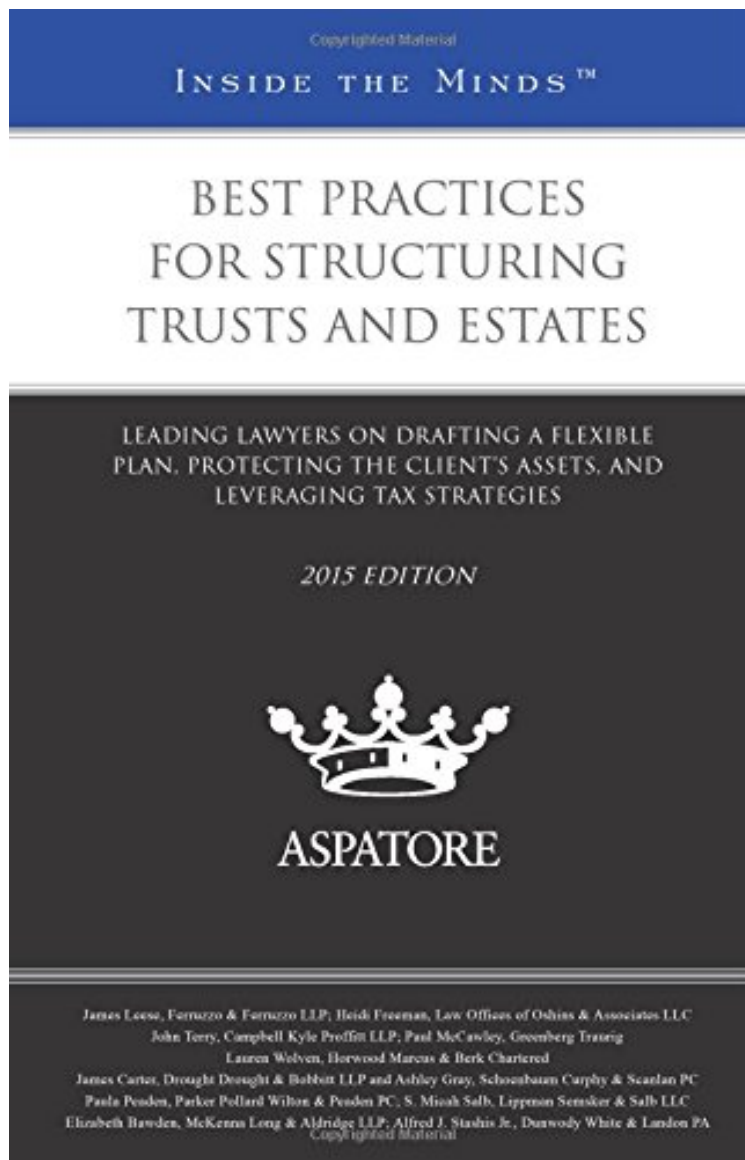 Copyrighted Material
INSIDE THE MINDS™
BEST PRACTICES
FOR STRUCTURING
TRUSTS AND ESTATES
LEADING LAWYERS ON DRAFTING A FLEXIBLE
PLAN, PROTECTING THE CLIENT'S ASSETS, AND
LEVERAGING TAX STRATEGIES
2015 EDITION
ASPATORE
James Leese, Ferruzzo & Ferruzzo LLP; Heidi Freeman, Law Offices of Oshins & Associates LLC
John Terry, Campbell Kyle Proffitt LLP; Paul McCawley, Greenberg Traurig
Lauren Wolven, Horwood Marcus & Berk Chartered
James Carter, Drought Drought & Bobbitt LLP and Ashley Gray, Schoenbaum Curphy & Scanlan PC
Paula Peaden, Parker Pollard Wilton & Peaden PC, S. Micah Salb, Lippman Semsker & Salb LLC
Elizabeth Bawden, McKenna Long & Aldridge LLP; Alfred J. Stashis Jr., Dunwody White & Landon PA
Copyrighted Material